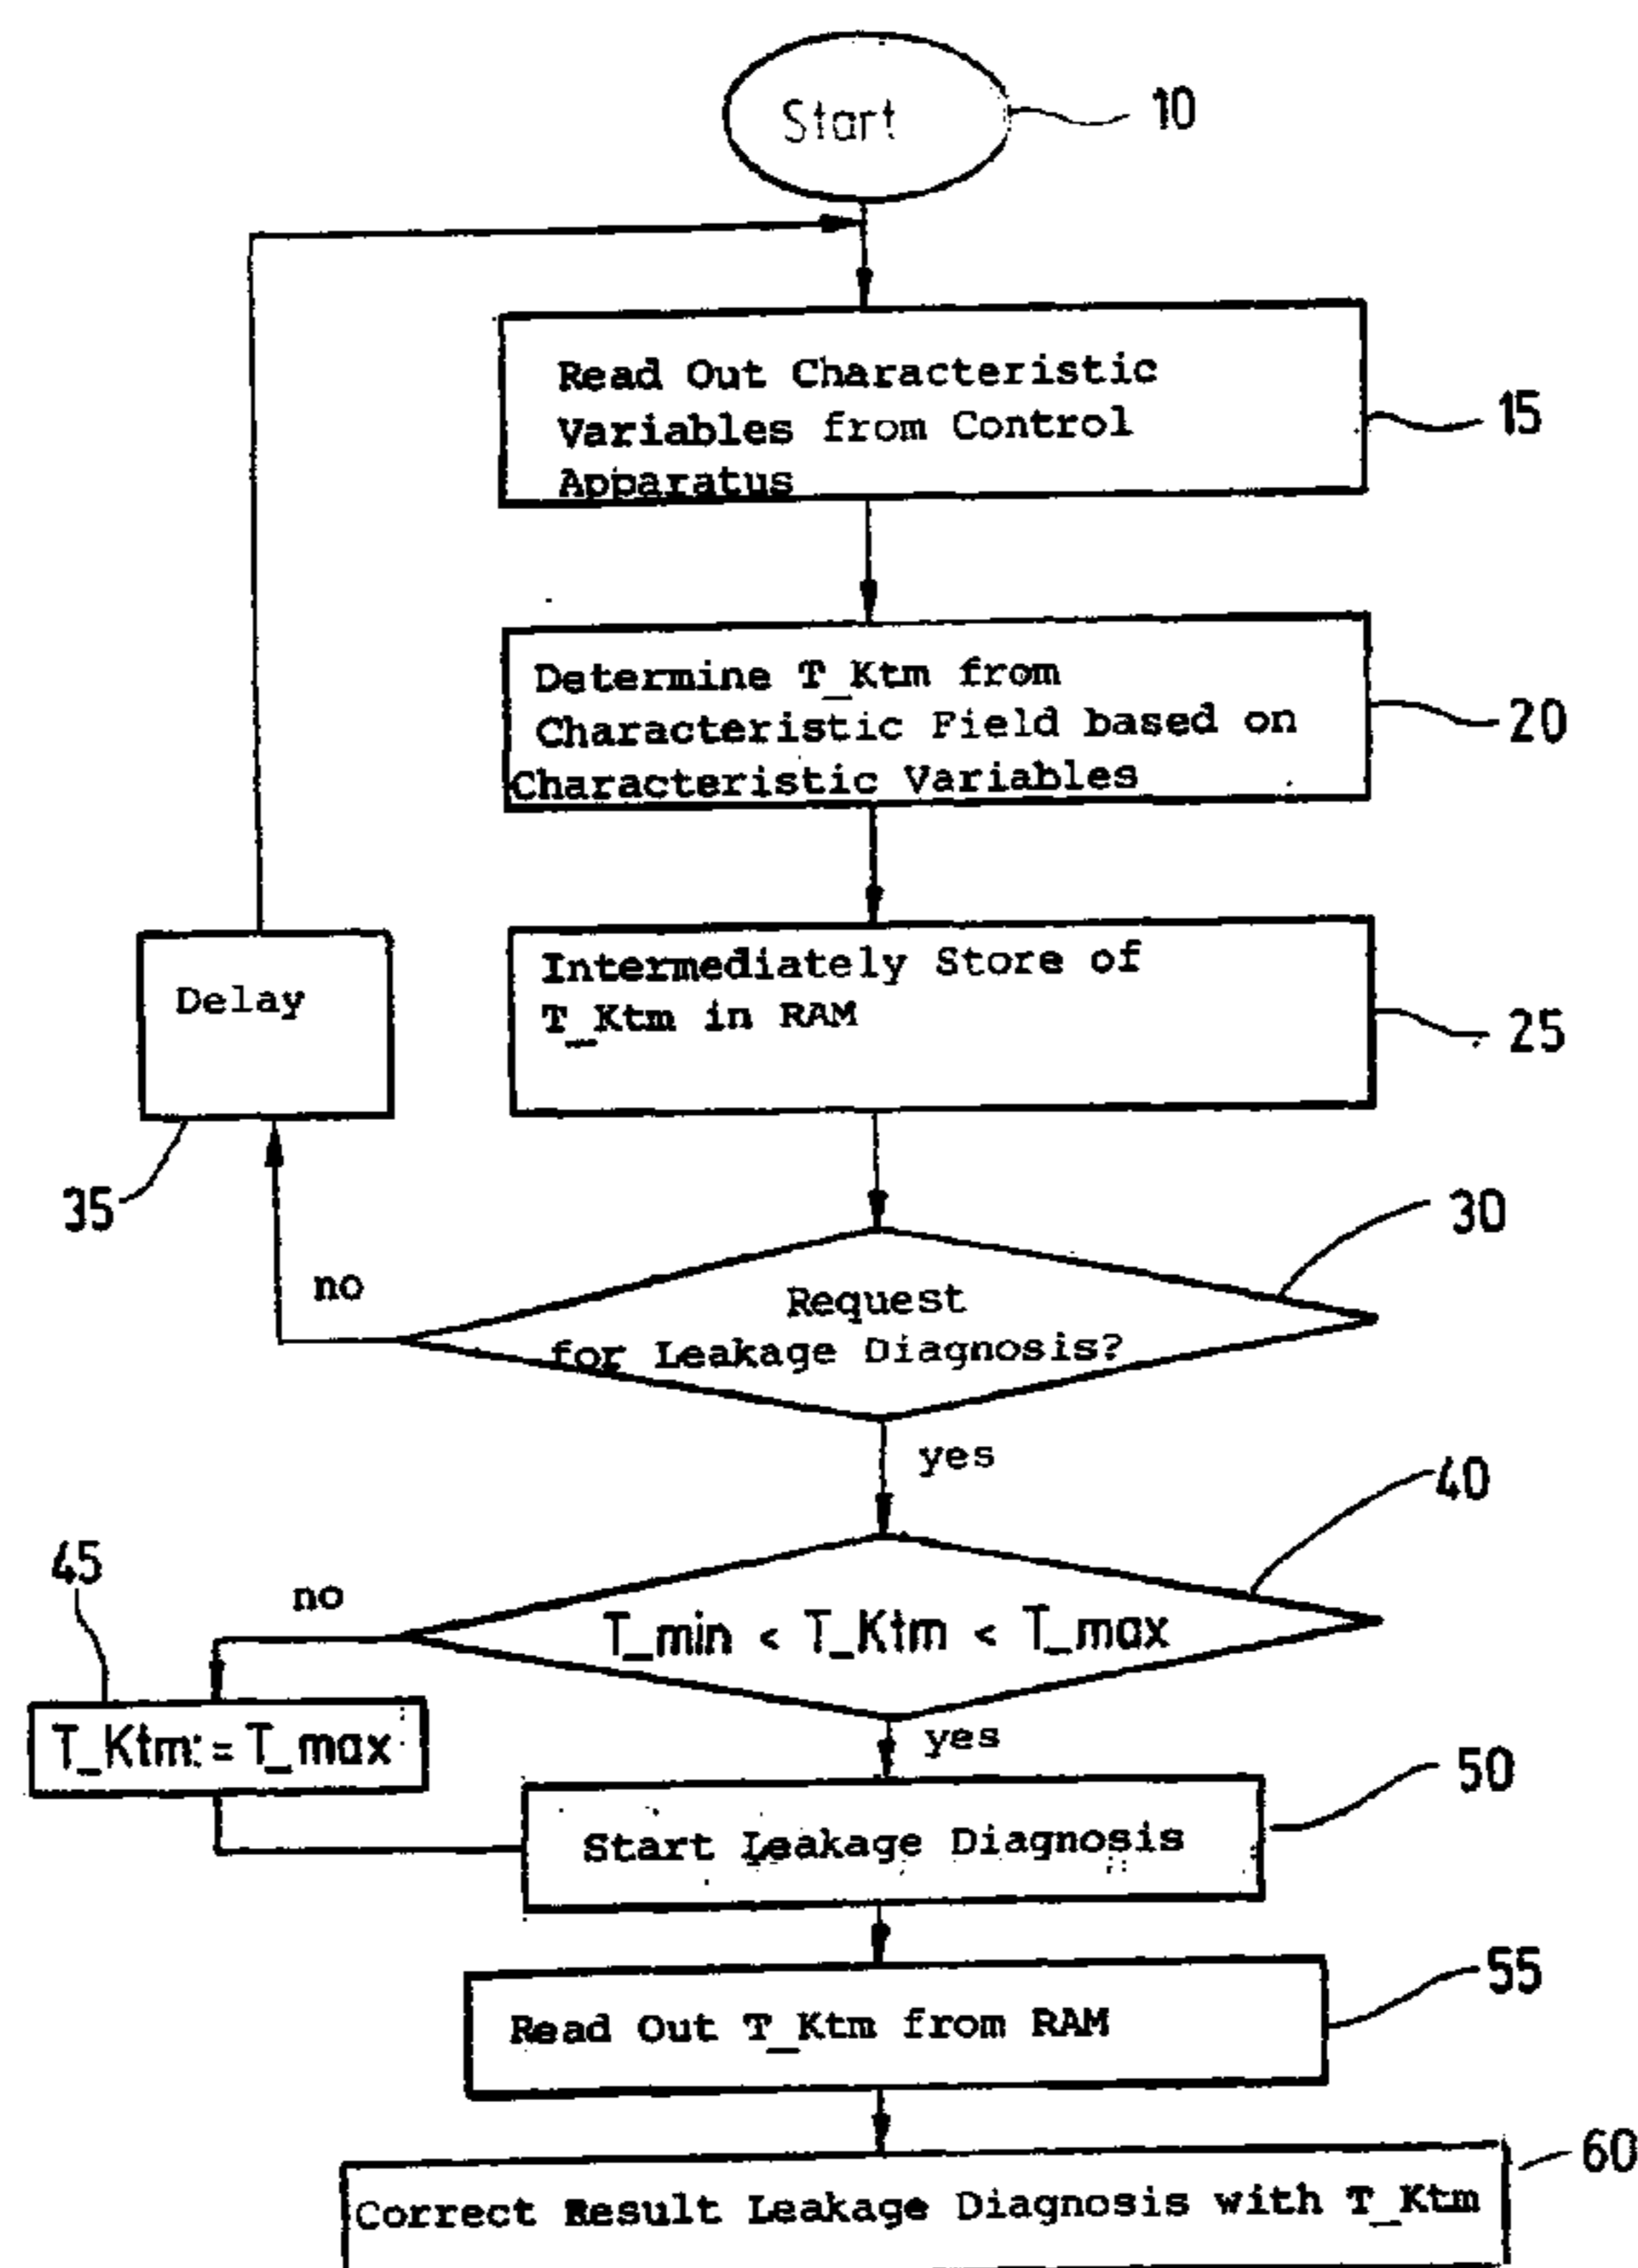 Start
10
Read Out Characteristic
Variables from Control
Apparatus
15
Determine T_Ktm from
Characteristic Field based on
Characteristic Variables
20
Intermediately Store of
T_Ktm in RAM
25
Delay
35
30
no
Request
for Leakage Diagnosis?
yes
40
45
no
T_min < T_Ktm < T_max
yes
T_Ktm:=T_max
50
Start Leakage Diagnosis
55
Read Out T_Ktm from RAM
60
Correct Result Leakage Diagnosis with T_Ktm